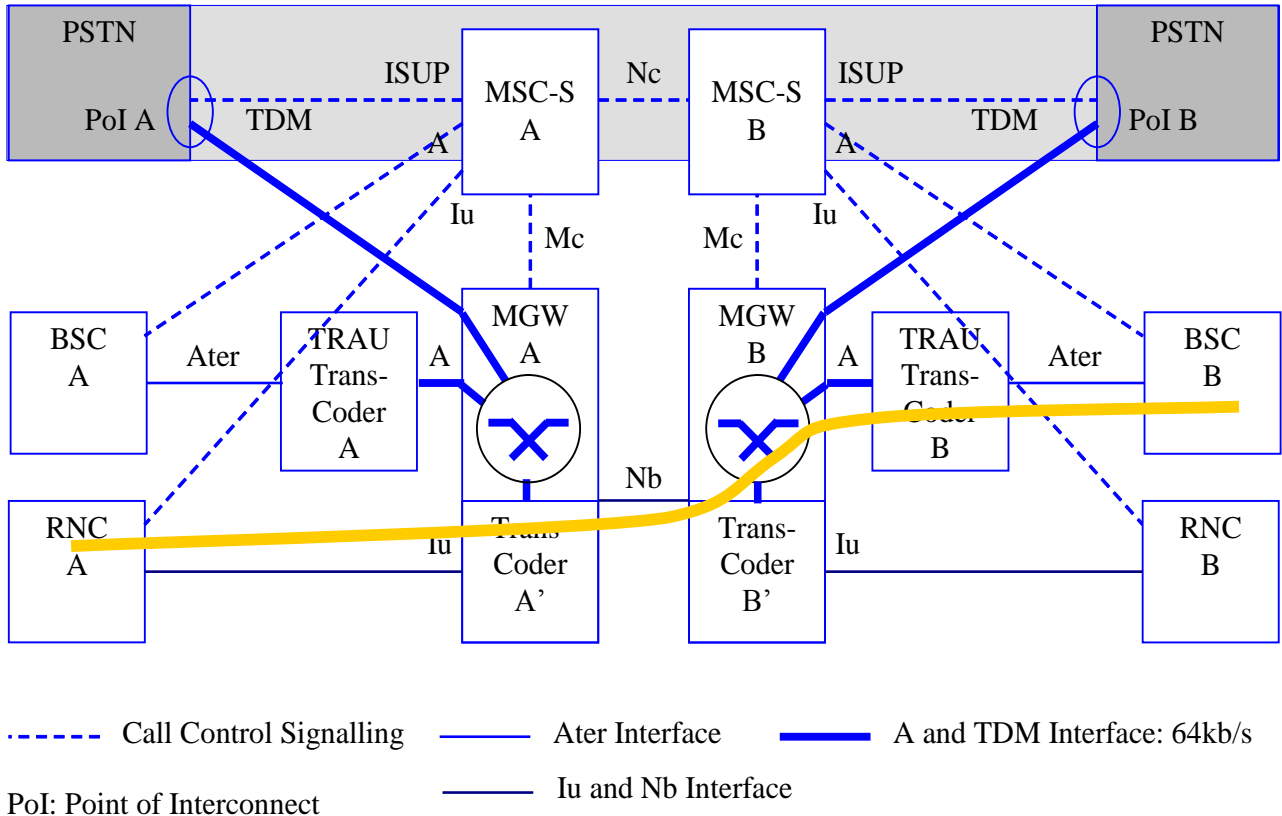 PSTN
PSTN
ISUP
MSC-S
A
Nc
MSC-S
B
ISUP
PoI A
TDM
TDM
PoI B
A
A
Iu
Iu
Mc
Mc
BSC
A
Ater
TRAU
Trans-
Coder
A
A
MGW
A
MGW
B
A
TRAU
Trans-
Coder
B
Ater
BSC
B
Nb
RNC
A
Iu
Trans-
Coder
A’
Trans-
Coder
B’
Iu
RNC
B
Call Control Signalling
Ater Interface
A and TDM Interface: 64kb/s
Iu and Nb Interface
PoI: Point of Interconnect